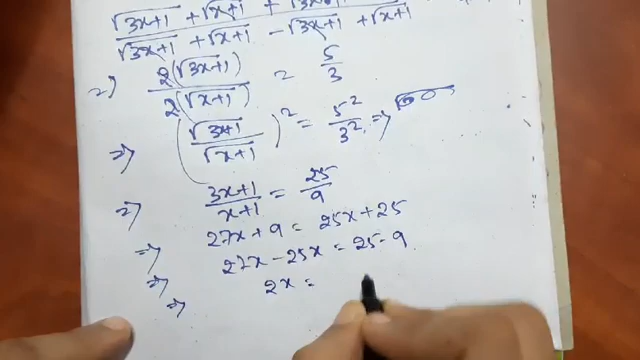 √3x+1 + √x+1 + √3x+1
√3x+1 + √x+1 - √3x+1 + √x+1
=) 2(√3x+1) / 2(√x+1) = 5/3
=> (√3x+1 / √x+1)² = 5²/3² =>
=) 3x+1 / x+1 = 25/9
=> 27x + 9 = 25x + 25
=> 27x - 25x = 25 - 9
=> 2x =